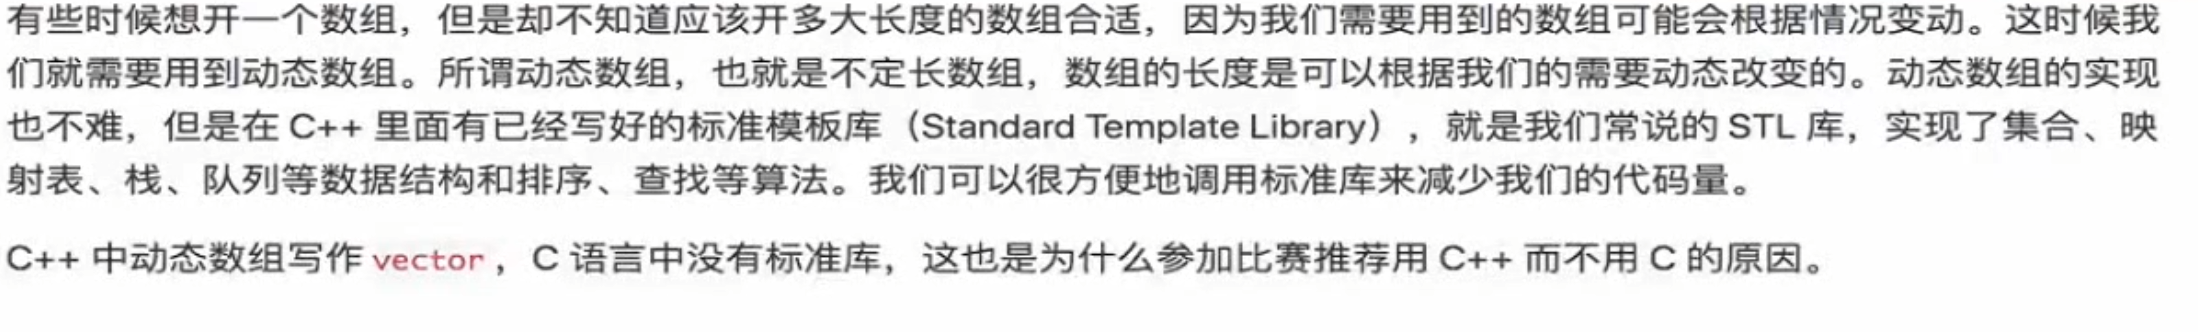 有些时候想开一个数组，但是却不知道应该开多大长度的数组合适，因为我们需要用到的数组可能会根据情况变动。这时候我
们就需要用到动态数组。所谓动态数组，也就是不定长数组，数组的长度是可以根据我们的需要动态改变的。动态数组的实现
也不难，但是在 C++ 里面有已经写好的标准模板库（Standard Template Library），就是我们常说的 STL 库，实现了集合、映
射表、栈、队列等数据结构和排序、查找等算法。我们可以很方便地调用标准库来减少我们的代码量。
C++ 中动态数组写作 vector，C 语言中没有标准库，这也是为什么参加比赛推荐用 C++ 而不用 C 的原因。